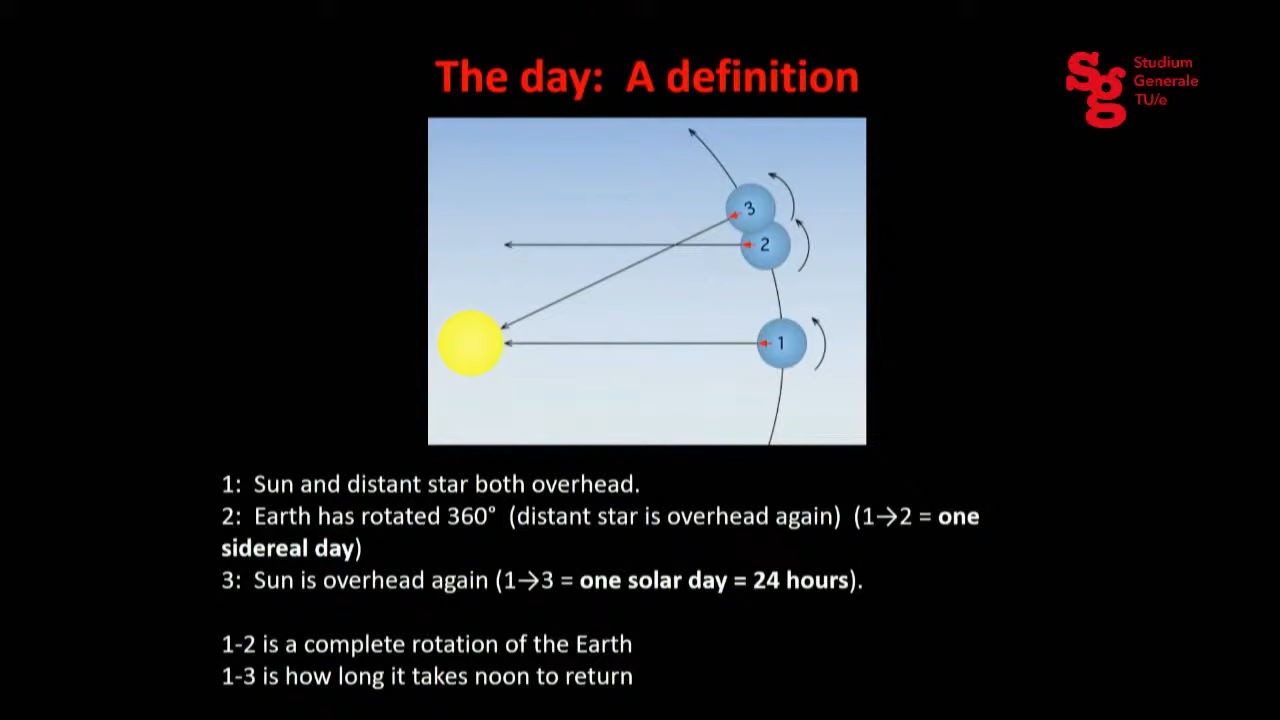 The day:  A definition
Sg
Studium
Generale
TU/e
3
2
1
1:  Sun and distant star both overhead.
2:  Earth has rotated 360°  (distant star is overhead again)  (1→2 = one
sidereal day)
3:  Sun is overhead again (1→3 = one solar day = 24 hours).
1-2 is a complete rotation of the Earth
1-3 is how long it takes noon to return